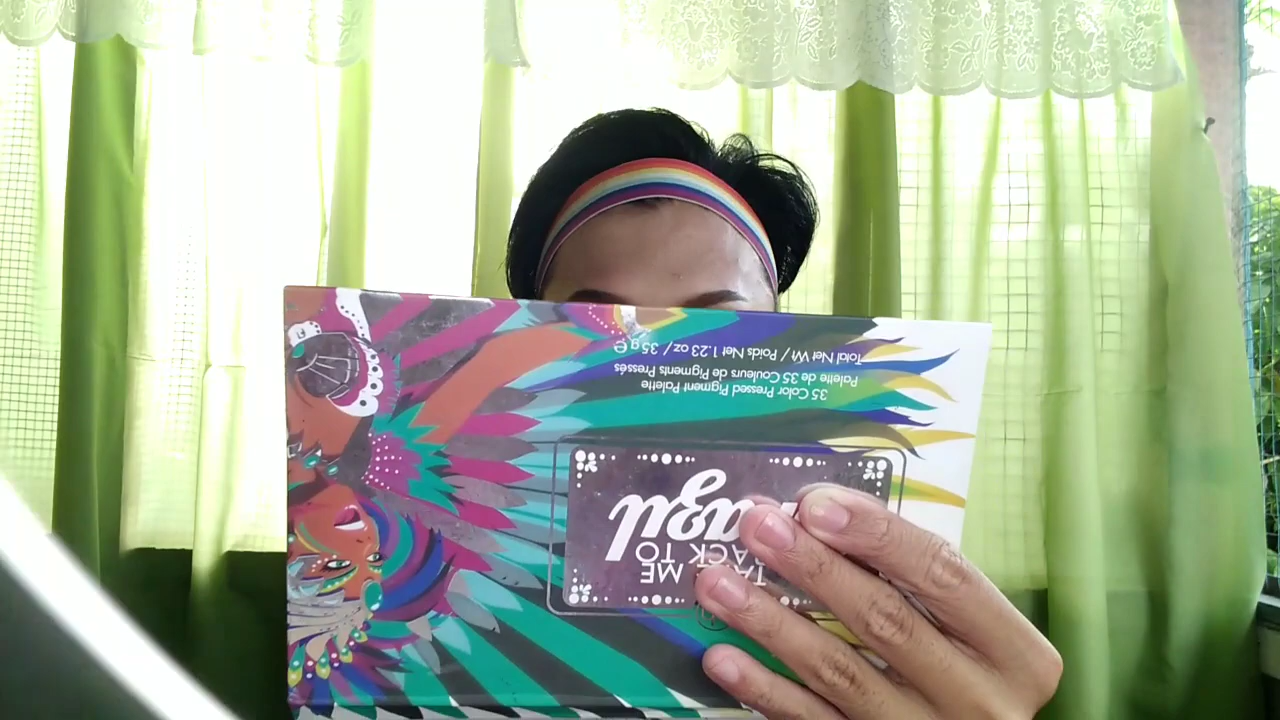 ME
BACK TO
35 Color Pressed Pigment Palette
Palette de 35 Couleurs de Pigments Pressés
Total Net Wt / Poids Net 1.23 oz / 35 g ℮